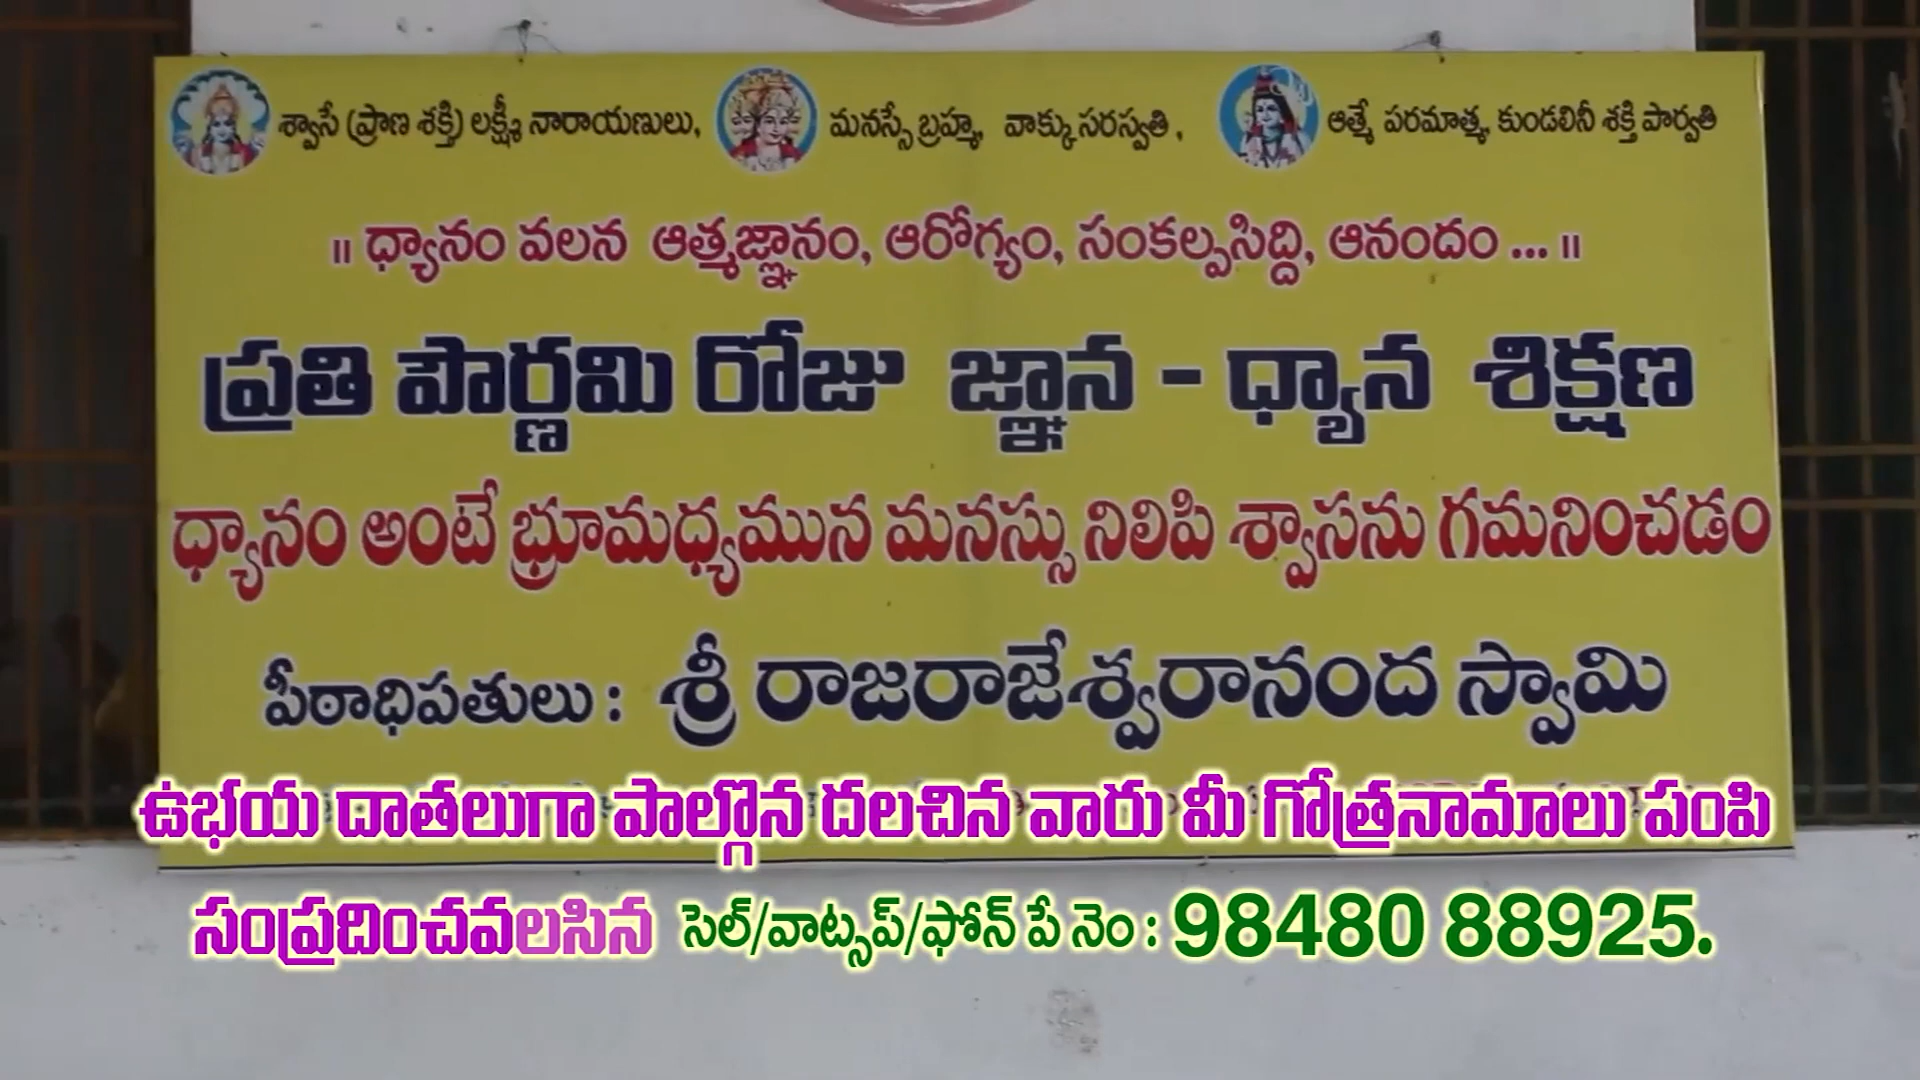 శ్వాసే (ప్రాణ శక్తి) లక్ష్మీ నారాయణులు, మనస్సే బ్రహ్మ, వాక్కు సరస్వతి, ఆత్మే పరమాత్మ, కుండలినీ శక్తి పార్వతి
॥ ధ్యానం వలన ఆత్మజ్ఞానం, ఆరోగ్యం, సంకల్పసిద్ది, ఆనందం ... ॥
ప్రతి పౌర్ణమి రోజు జ్ఞాన - ధ్యాన శిక్షణ
ధ్యానం అంటే భ్రూమధ్యమున మనస్సు నిలిపి శ్వాసను గమనించడం
పీఠాధిపతులు : శ్రీ రాజరాజేశ్వరానంద స్వామి
ఉభయ దాతలుగా పాల్గొన దలచిన వారు మీ గోత్రనామాలు పంపి
సంప్రదించవలసిన సెల్/వాట్సప్/ఫోన్ పే నెం : 98480 88925.